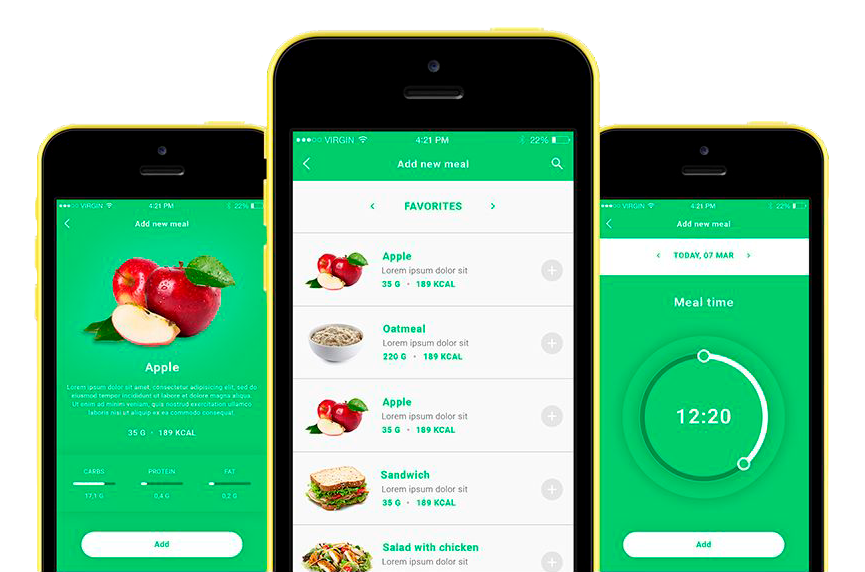 VIRGIN 4:21 PM 22%
Add new meal
Apple
Lorem ipsum dolor sit amet, consectetur adipisicing elit, sed do
eiusmod tempor incididunt ut labore et dolore magna aliqua.
Ut enim ad minim veniam, quis nostrud exercitation ullamco
laboris nisi ut aliquip ex ea commodo consequat.
35 G • 189 KCAL
CARBS PROTEIN FAT
17,1 G 0,4 G 0,2 G
Add
VIRGIN 4:21 PM 22%
Add new meal
FAVORITES
Apple
Lorem ipsum dolor sit
35 G • 189 KCAL
Oatmeal
Lorem ipsum dolor sit
220 G • 189 KCAL
Apple
Lorem ipsum dolor sit
35 G • 189 KCAL
Sandwich
Lorem ipsum dolor sit
35 G • 189 KCAL
Salad with chicken
Lorem ipsum dolor sit
VIRGIN 4:21 PM 22%
Add new meal
TODAY, 07 MAR
Meal time
12:20
Add